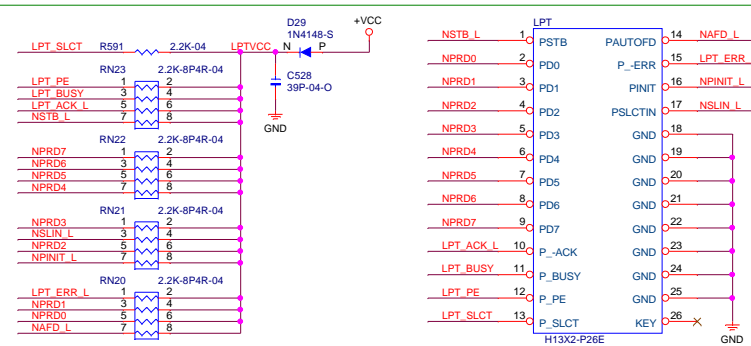 D29
1N4148-S
+VCC
LPT_SLCT R591 2.2K-04 LPTVCC N P
RN23 2.2K-8P4R-04
LPT_PE 1 2
LPT_BUSY 3 4
LPT_ACK_L 5 6
NSTB_L 7 8
C528
39P-04-O
GND
RN22 2.2K-8P4R-04
NPRD7 1 2
NPRD6 3 4
NPRD5 5 6
NPRD4 7 8
RN21 2.2K-8P4R-04
NPRD3 1 2
NSLIN_L 3 4
NPRD2 5 6
NPINIT_L 7 8
RN20 2.2K-8P4R-04
LPT_ERR_L 1 2
NPRD1 3 4
NPRD0 5 6
NAFD_L 7 8
LPT
NSTB_L 1 PSTB PAUTOFD 14 NAFD_L
NPRD0 2 PD0 P_-ERR 15 LPT_ERR_
NPRD1 3 PD1 PINIT 16 NPINIT_L
NPRD2 4 PD2 PSLCTIN 17 NSLIN_L
NPRD3 5 PD3 GND 18
NPRD4 6 PD4 GND 19
NPRD5 7 PD5 GND 20
NPRD6 8 PD6 GND 21
NPRD7 9 PD7 GND 22
LPT_ACK_L 10 P_-ACK GND 23
LPT_BUSY 11 P_BUSY GND 24
LPT_PE 12 P_PE GND 25
LPT_SLCT 13 P_SLCT KEY 26
H13X2-P26E
GND